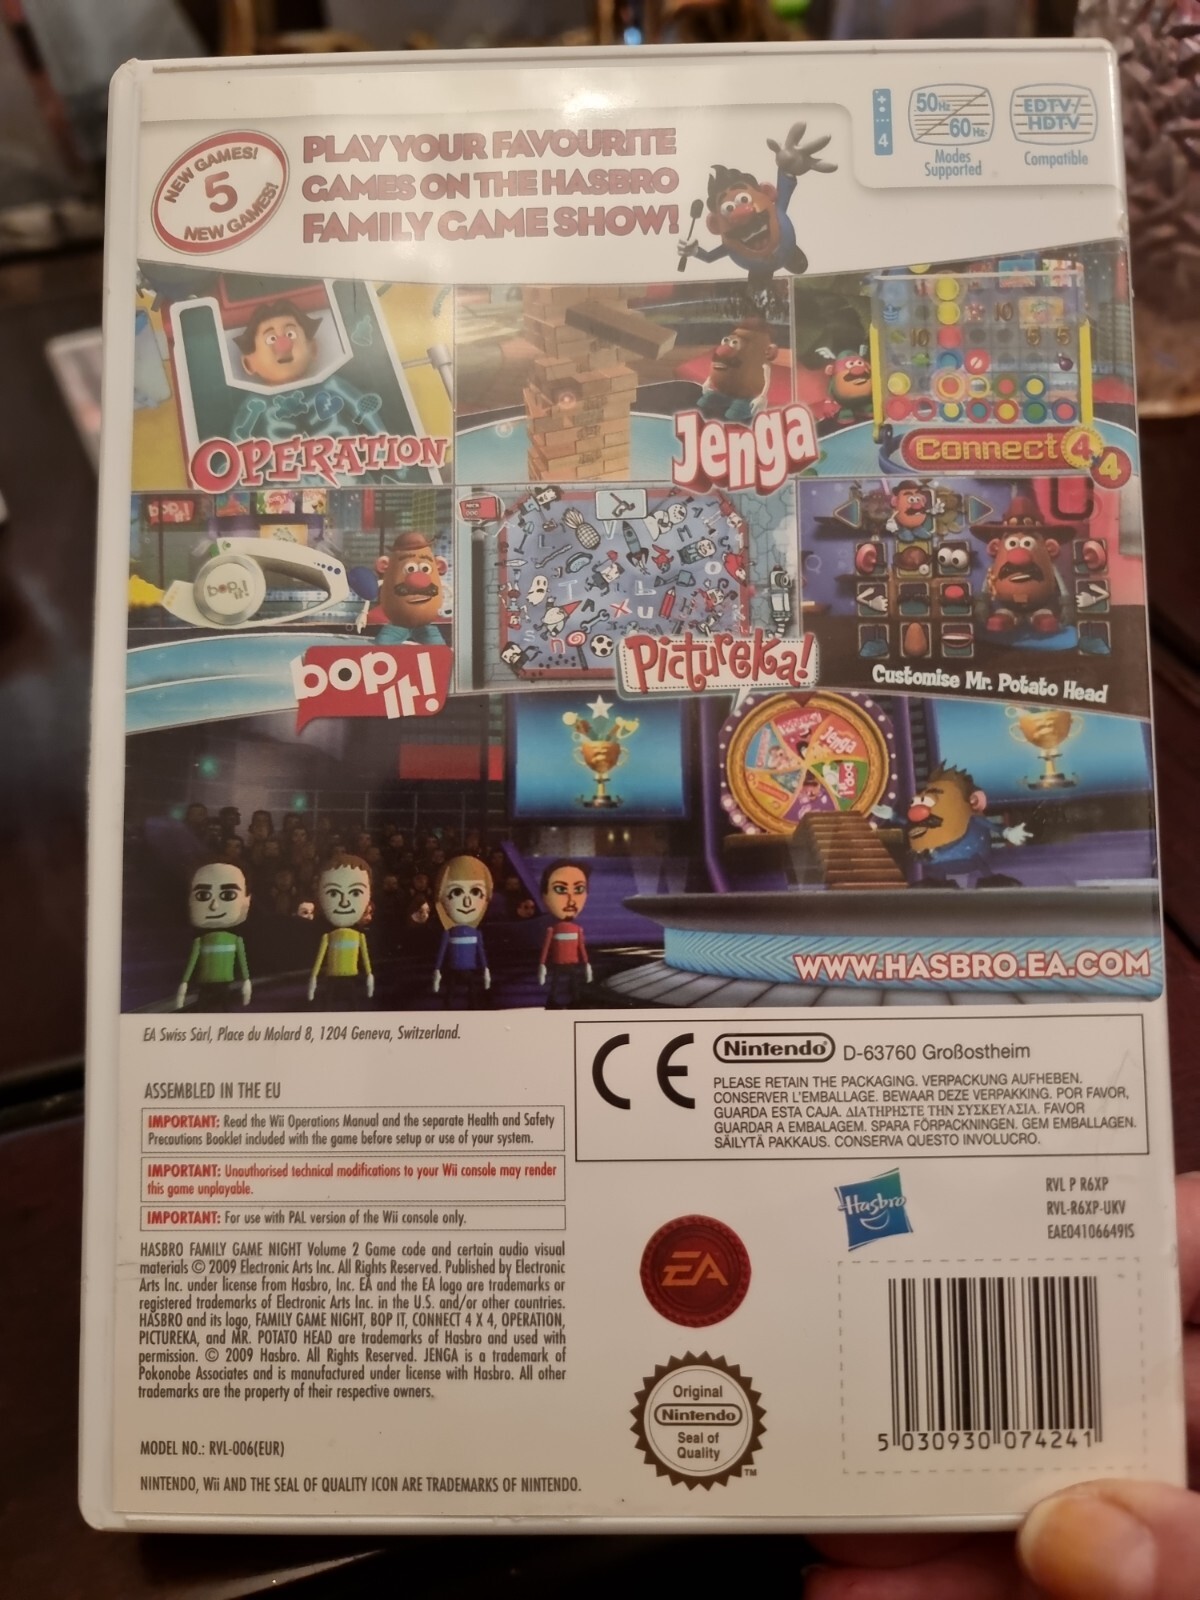 NEW GAMES!
5
NEW GAMES!
PLAY YOUR FAVOURITE
GAMES ON THE HASBRO
FAMILY GAME SHOW!
4
50Hz
60Hz
Modes
Supported
EDTV/
HDTV
Compatible
OPERATION
Jenga
Connect 4 4
bop it!
bop it!
bop it!
Pictureka!
Customise Mr. Potato Head
Jenga
bop it!
WWW.HASBRO.EA.COM
EA Swiss Sàrl, Place du Molard 8, 1204 Geneva, Switzerland.
ASSEMBLED IN THE EU
IMPORTANT: Read the Wii Operations Manual and the separate Health and Safety
Precautions Booklet included with the game before setup or use of your system.
IMPORTANT: Unauthorised technical modifications to your Wii console may render
this game unplayable.
IMPORTANT: For use with PAL version of the Wii console only.
HASBRO FAMILY GAME NIGHT Volume 2 Game code and certain audio visual
materials © 2009 Electronic Arts Inc. All Rights Reserved. Published by Electronic
Arts Inc. under license from Hasbro, Inc. EA and the EA logo are trademarks or
registered trademarks of Electronic Arts Inc. in the U.S. and/or other countries.
HASBRO and its logo, FAMILY GAME NIGHT, BOP IT, CONNECT 4 X 4, OPERATION,
PICTUREKA, and MR. POTATO HEAD are trademarks of Hasbro and used with
permission. © 2009 Hasbro. All Rights Reserved. JENGA is a trademark of
Pokonobe Associates and is manufactured under license with Hasbro. All other
trademarks are the property of their respective owners.
MODEL NO.: RVL-006(EUR)
NINTENDO, Wii AND THE SEAL OF QUALITY ICON ARE TRADEMARKS OF NINTENDO.
CE
Nintendo D-63760 Großostheim
PLEASE RETAIN THE PACKAGING. VERPACKUNG AUFHEBEN.
CONSERVER L'EMBALLAGE. BEWAAR DEZE VERPAKKING. POR FAVOR,
GUARDA ESTA CAJA. ΔΙΑΤΗΡΗΣΤΕ ΤΗΝ ΣΥΣΚΕΥΑΣΙΑ. FAVOR
GUARDAR A EMBALAGEM. SPARA FÖRPACKNINGEN. GEM EMBALLAGEN.
SÄILYTÄ PAKKAUS. CONSERVA QUESTO INVOLUCRO.
Hasbro
RVL P R6XP
RVL-R6XP-UKV
EAE04106649IS
EA
Original
Nintendo
Seal of
Quality
TM
5 030930 074241